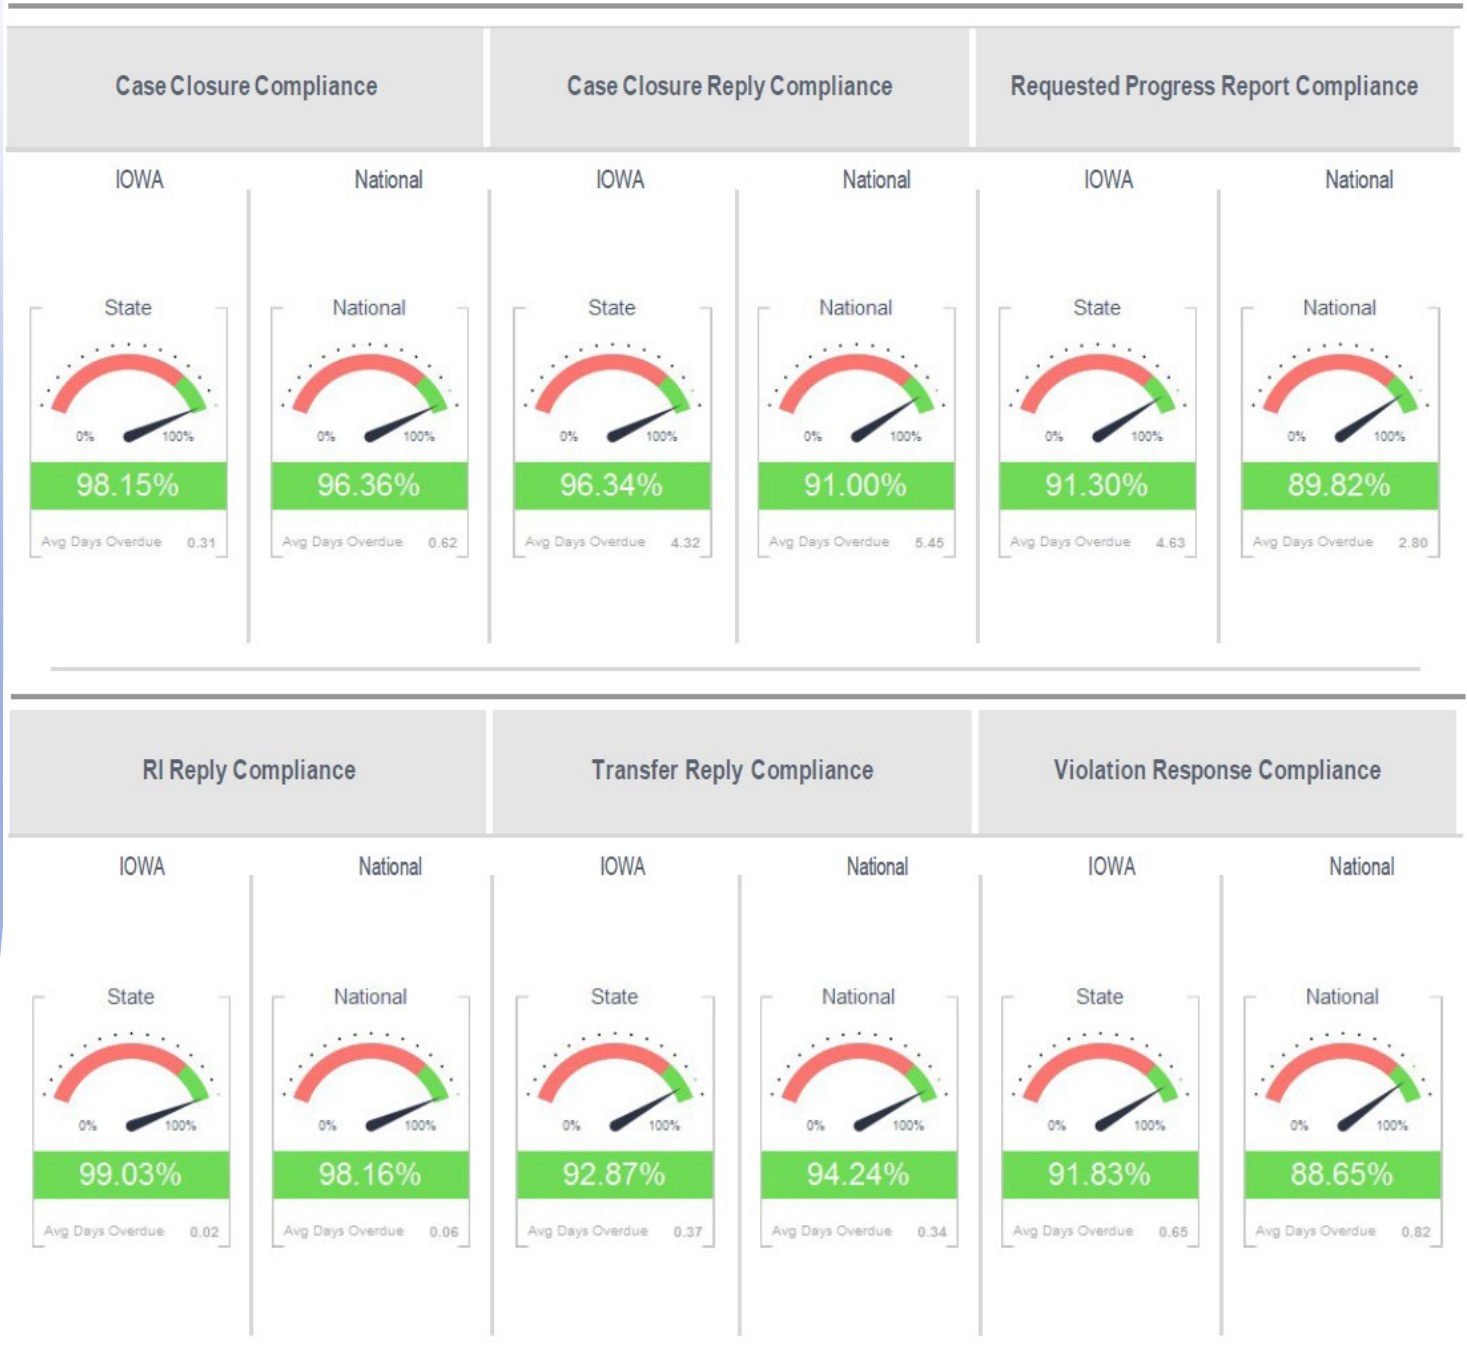 Case Closure Compliance Case Closure Reply Compliance Requested Progress Report Compliance
IOWA National IOWA National IOWA National
State National State National State National
0% 100% 0% 100% 0% 100% 0% 100% 0% 100% 0% 100%
98.15% 96.36% 96.34% 91.00% 91.30% 89.82%
Avg Days Overdue 0.31 Avg Days Overdue 0.62 Avg Days Overdue 4.32 Avg Days Overdue 5.45 Avg Days Overdue 4.63 Avg Days Overdue 2.80
RI Reply Compliance Transfer Reply Compliance Violation Response Compliance
IOWA National IOWA National IOWA National
State National State National State National
0% 100% 0% 100% 0% 100% 0% 100% 0% 100% 0% 100%
99.03% 98.16% 92.87% 94.24% 91.83% 88.65%
Avg Days Overdue 0.02 Avg Days Overdue 0.06 Avg Days Overdue 0.37 Avg Days Overdue 0.34 Avg Days Overdue 0.65 Avg Days Overdue 0.82